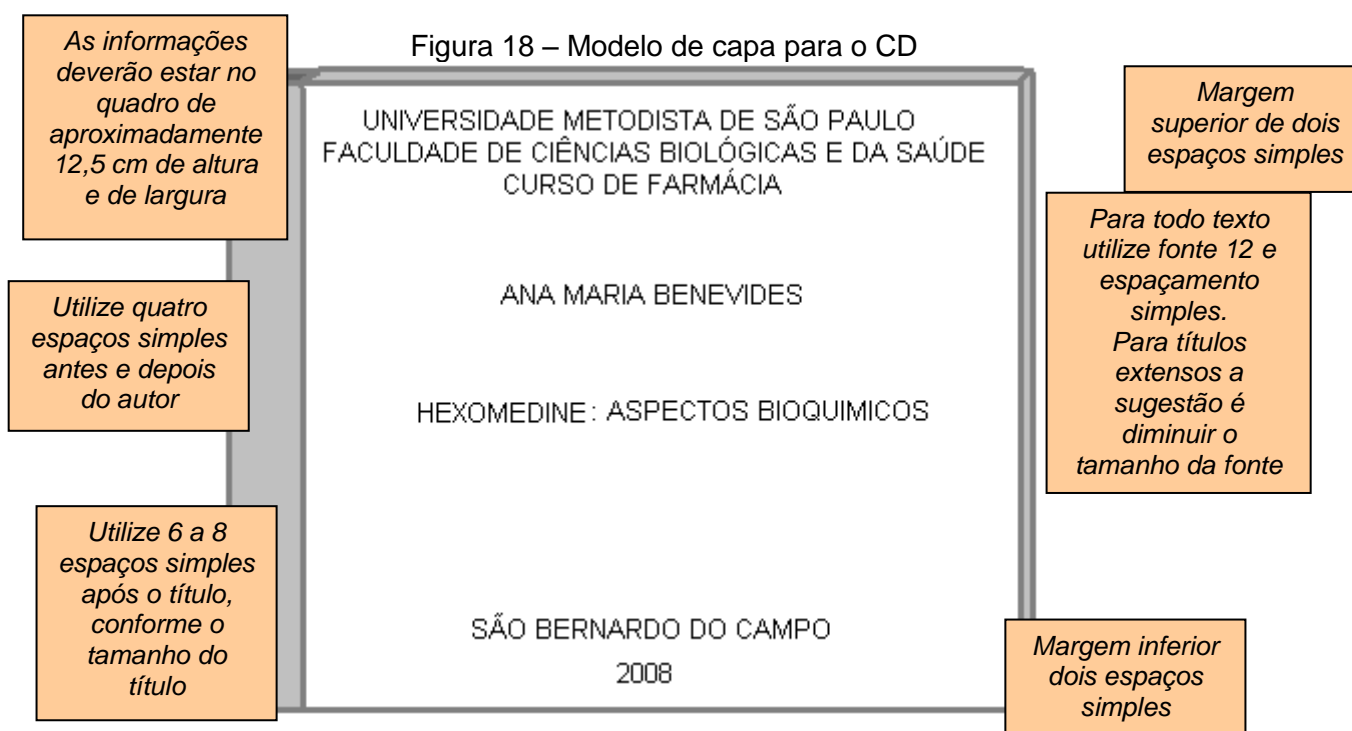 Figura 18 – Modelo de capa para o CD
As informações
deverão estar no
quadro de
aproximadamente
12,5 cm de altura
e de largura
UNIVERSIDADE METODISTA DE SÃO PAULO
FACULDADE DE CIÊNCIAS BIOLÓGICAS E DA SAÚDE
CURSO DE FARMÁCIA
Margem
superior de dois
espaços simples
Para todo texto
utilize fonte 12 e
espaçamento
simples.
Para títulos
extensos a
sugestão é
diminuir o
tamanho da fonte
Utilize quatro
espaços simples
antes e depois
do autor
ANA MARIA BENEVIDES
HEXOMEDINE: ASPECTOS BIOQUIMICOS
Utilize 6 a 8
espaços simples
após o título,
conforme o
tamanho do
título
SÃO BERNARDO DO CAMPO
2008
Margem inferior
dois espaços
simples